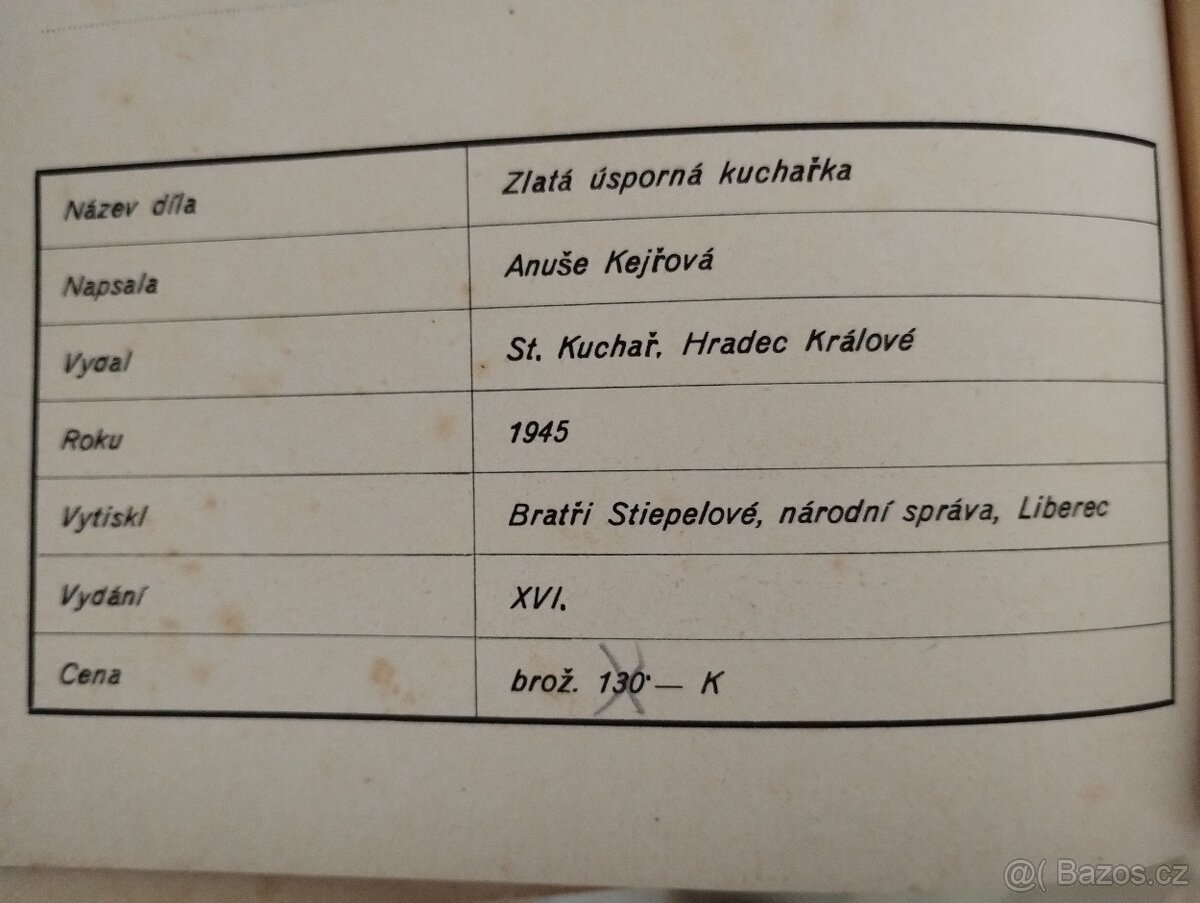 Název díla Zlatá úsporná kuchařka
Napsala Anuše Kejřová
Vydal St. Kuchař, Hradec Králové
Roku 1945
Vytiskl Bratři Stiepelové, národní správa, Liberec
Vydání XVI.
Cena brož. 130·— K
@( Bazos.cz